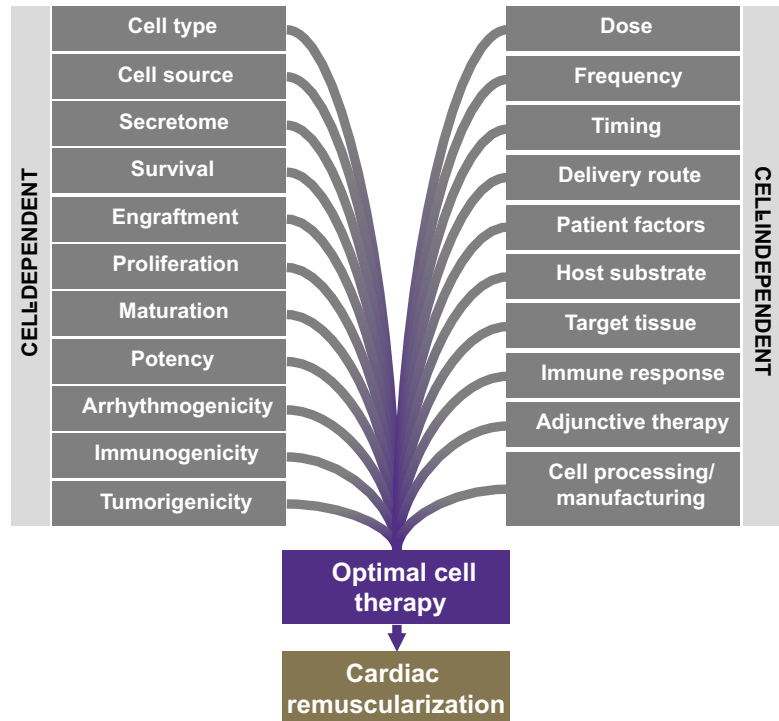 CELL-DEPENDENT
Cell type
Cell source
Secretome
Survival
Engraftment
Proliferation
Maturation
Potency
Arrhythmogenicity
Immunogenicity
Tumorigenicity
Dose
Frequency
Timing
Delivery route
Patient factors
Host substrate
Target tissue
Immune response
Adjunctive therapy
Cell processing/
manufacturing
CELL-INDEPENDENT
Optimal cell
therapy
Cardiac
remuscularization